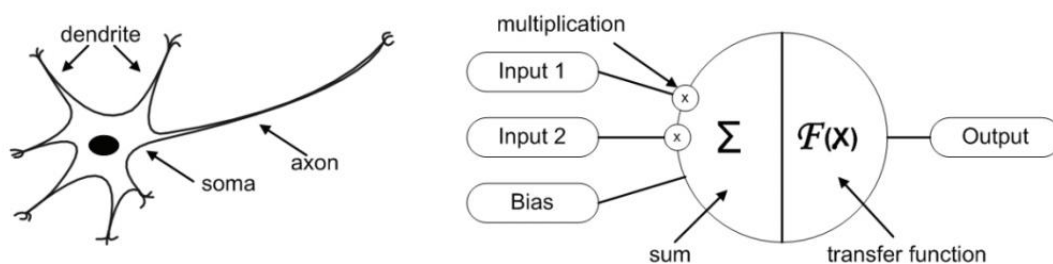 dendrite
axon
soma
multiplication
Input 1
x
Input 2
x
Bias
Σ
F(X)
Output
sum
transfer function